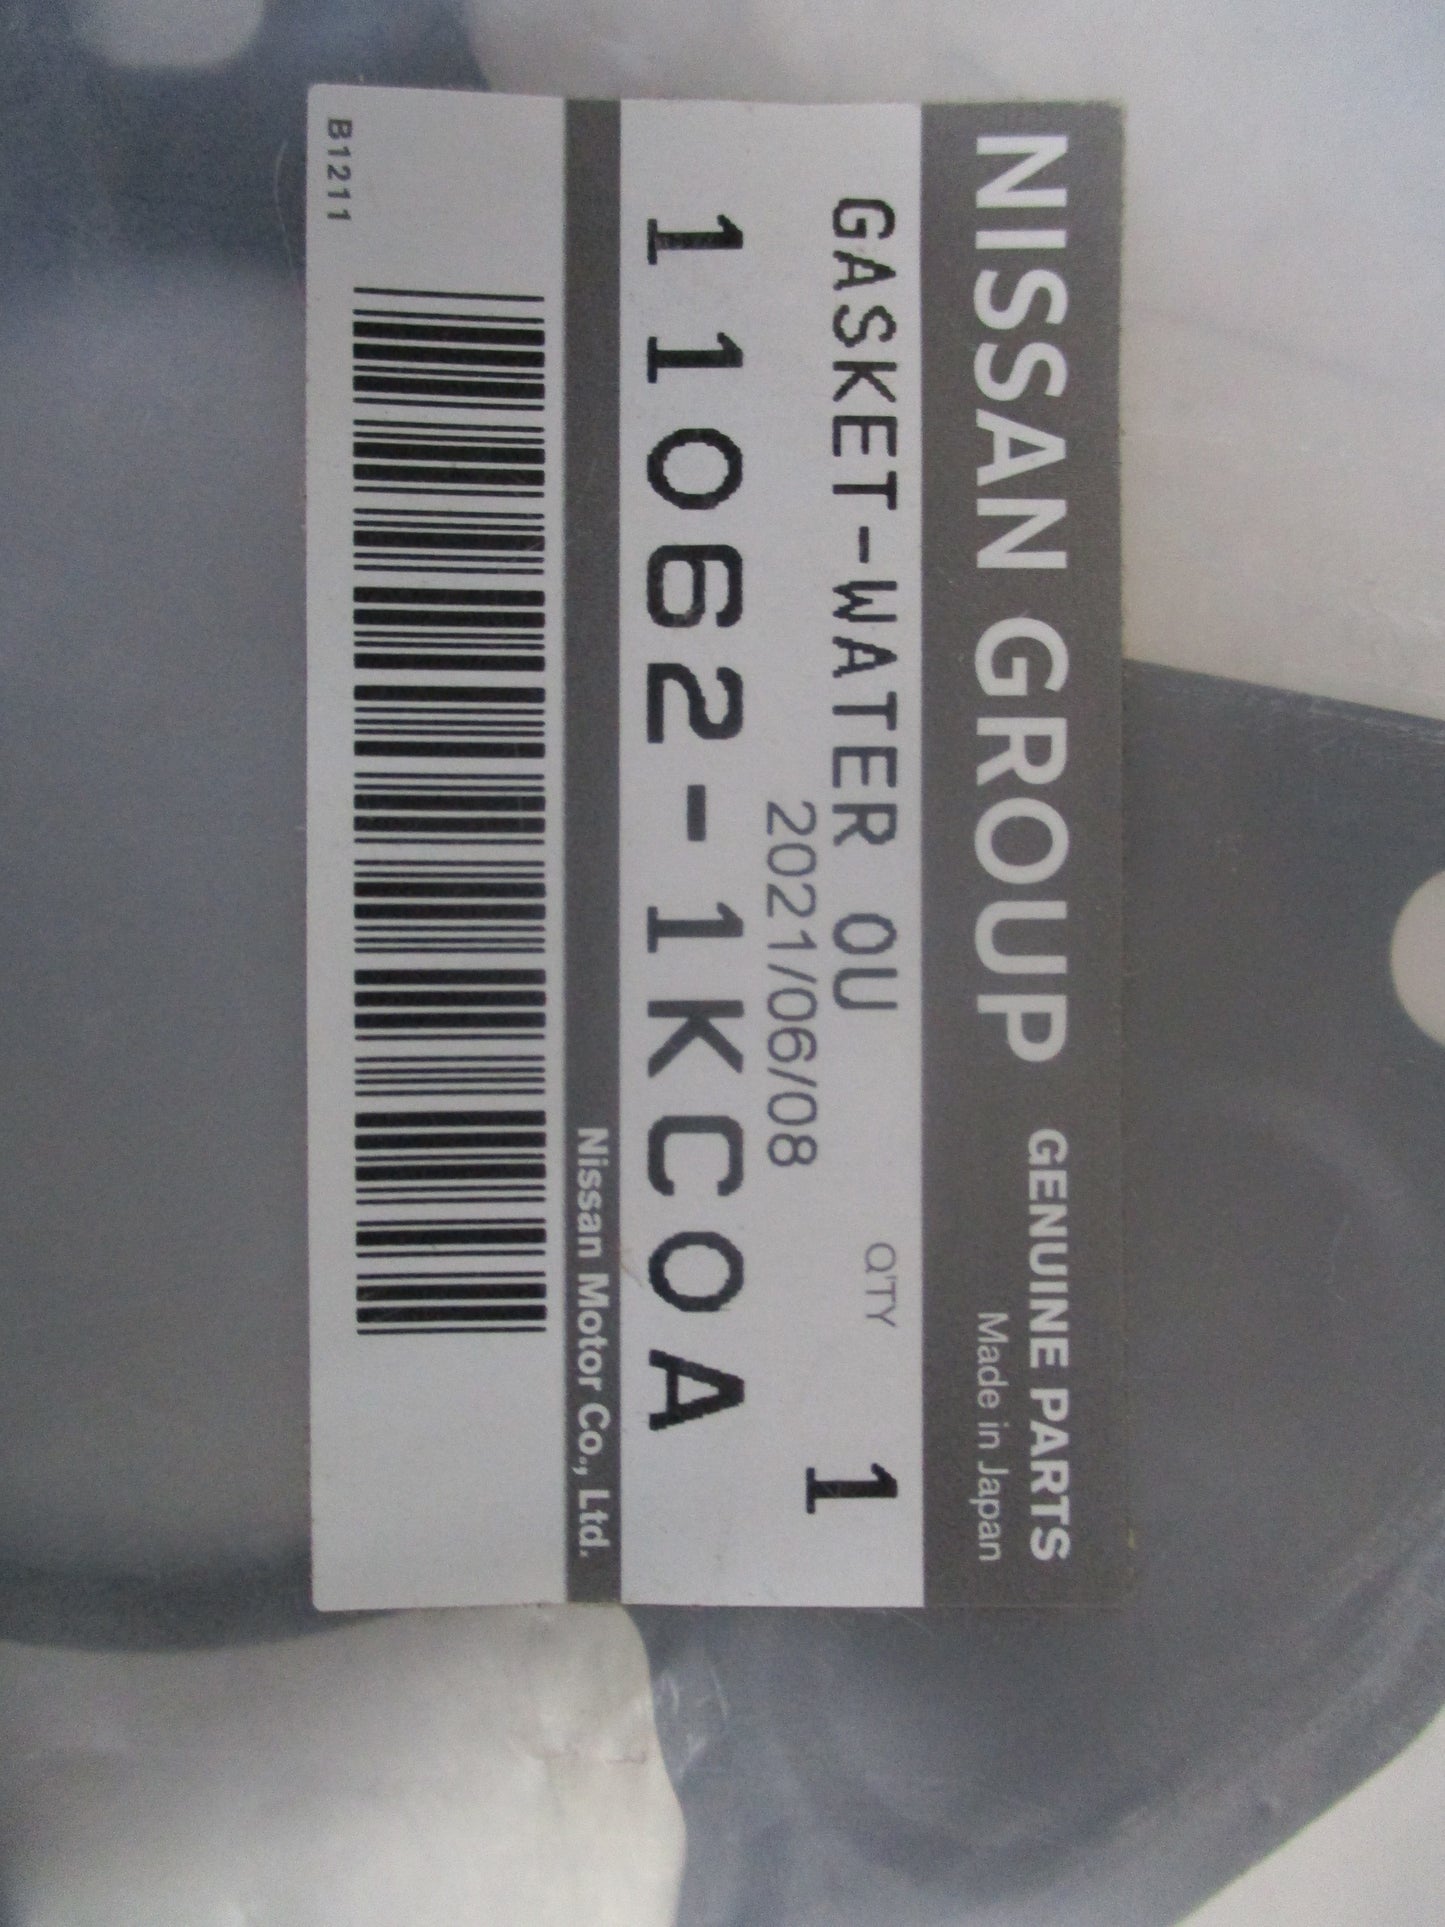 NISSAN GROUP GENUINE PARTS
Made in Japan
GASKET-WATER OU
Q'TY 1
2021/06/08
11062-1KC0A
Nissan Motor Co., Ltd.
B1211